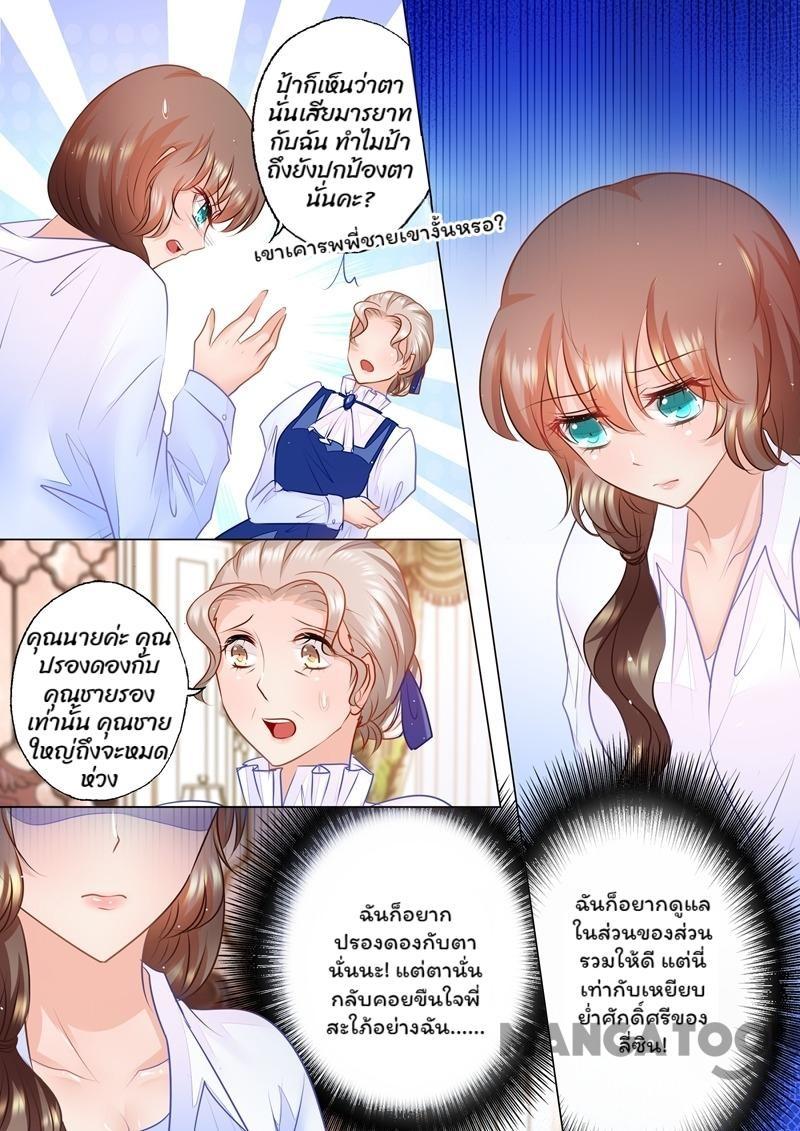 ป้าก็เห็นว่าตา
นั่นเสียมารยาท
กับฉัน ทำไมป้า
ถึงยังปกป้องตา
นั่นคะ?
เขาเคารพพี่ชายเขางั้นหรอ?
คุณนายค่ะ คุณ
ปรองดองกับ
คุณชายรอง
เท่านั้น คุณชาย
ใหญ่ถึงจะหมด
ห่วง
ฉันก็อยาก
ปรองดองกับตา
นั่นนะ! แต่ตานั่น
กลับคอยขืนใจพี่
สะใภ้อย่างฉัน......
ฉันก็อยากดูแล
ในส่วนของส่วน
รวมให้ดี แต่นี่
เท่ากับเหยียบ
ย่ำศักดิ์ศรีของ
ลี่ซิน!
MANGATOON